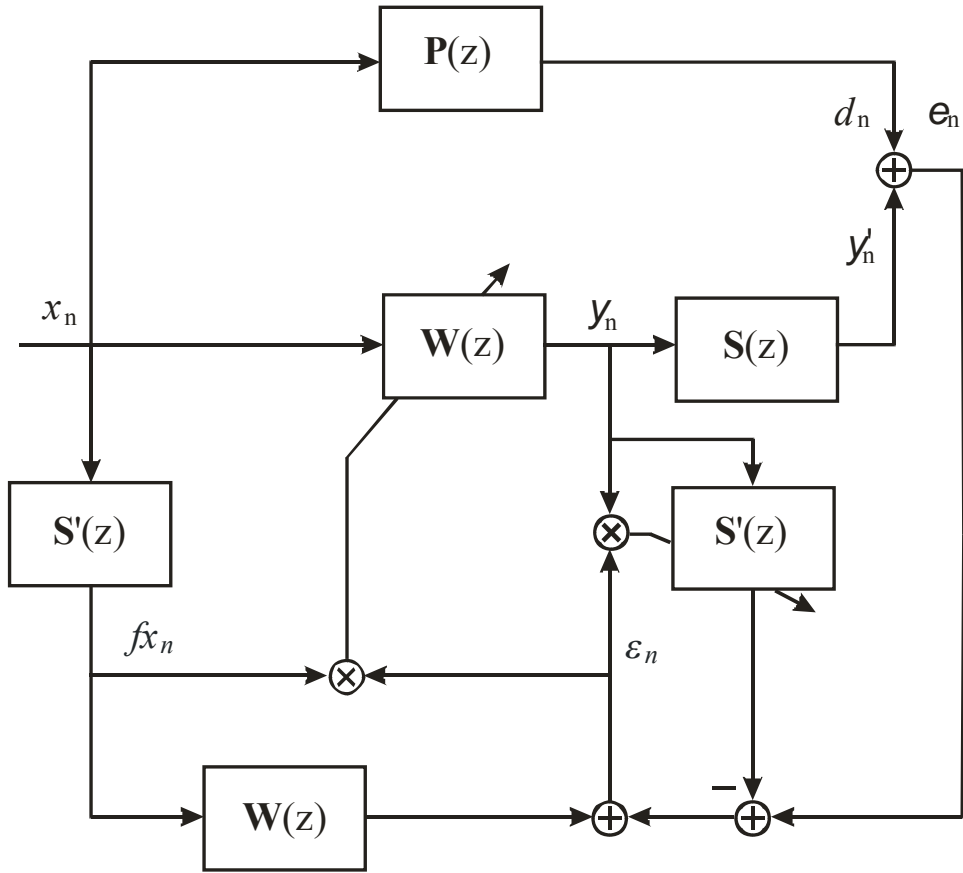 P(z)
d n
e n
y' n
x n
W(z)
y n
S(z)
S'(z)
S'(z)
fx n
ε n
−
W(z)